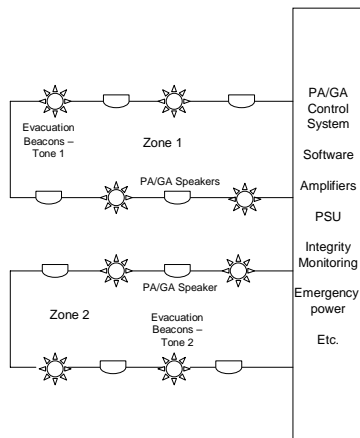 Evacuation
Beacons –
Tone 1
Zone 1
PA/GA Speakers
PA/GA Speaker
Zone 2
Evacuation
Beacons –
Tone 2
PA/GA
Control
System
Software
Amplifiers
PSU
Integrity
Monitoring
Emergency
power
Etc.